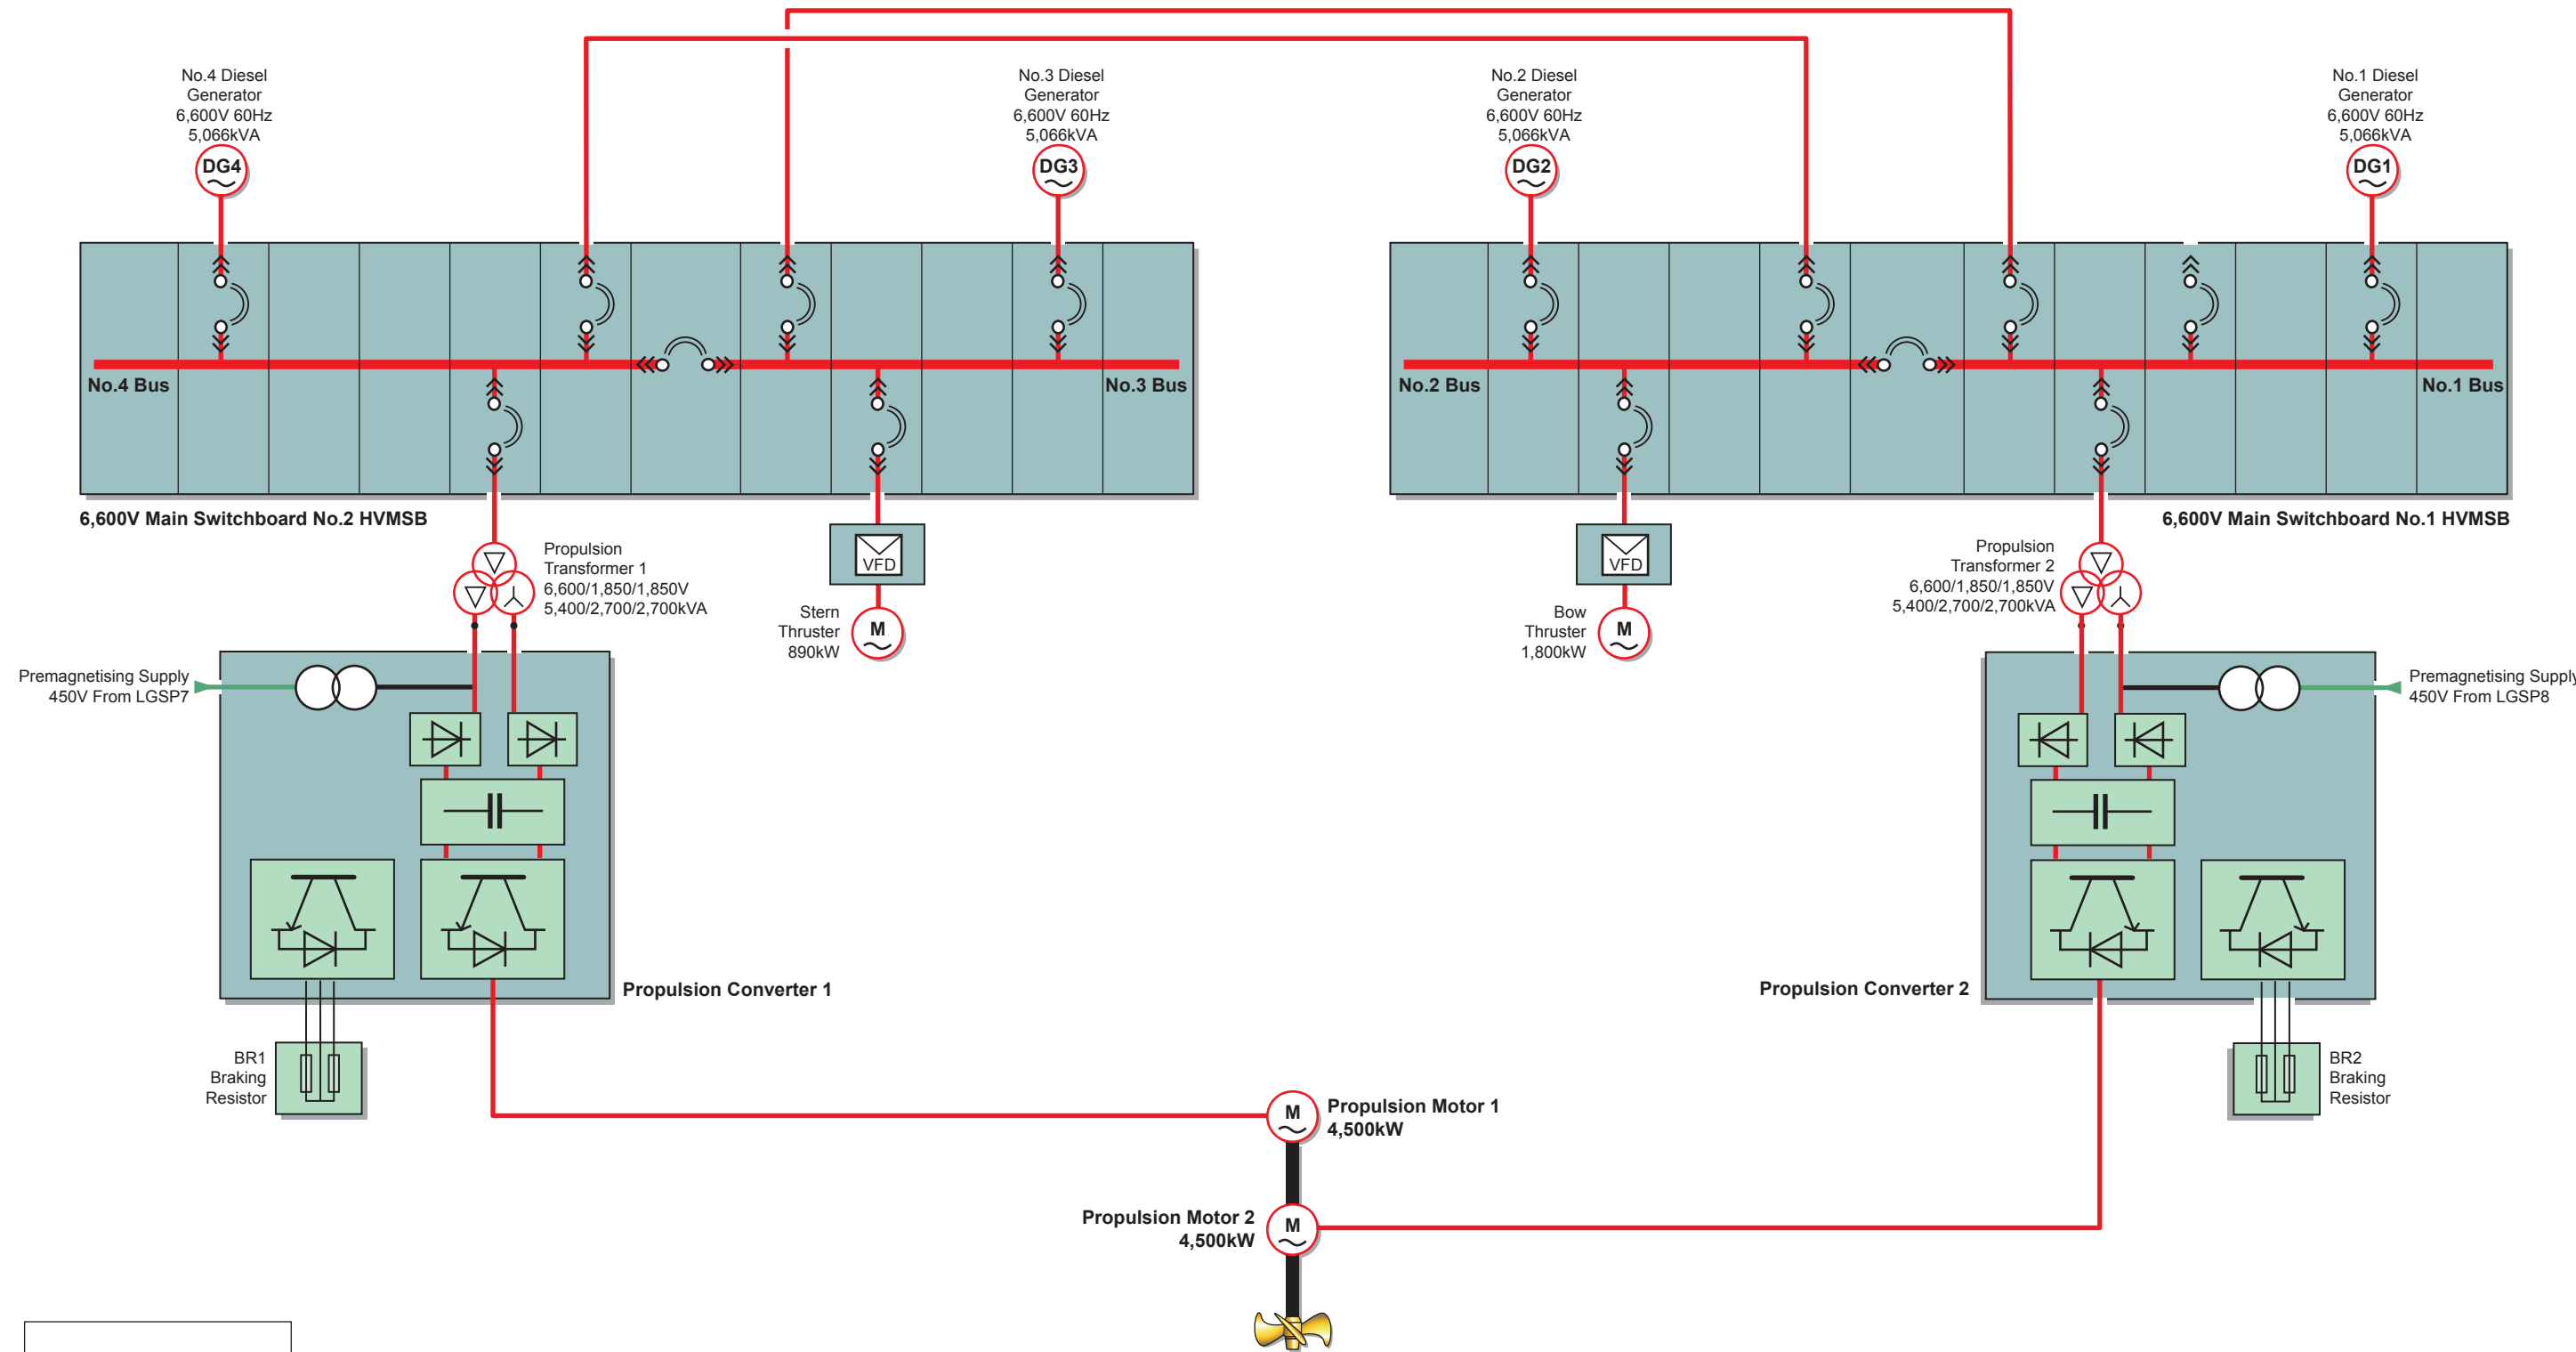 No.4 Diesel
Generator
6,600V 60Hz
5,066kVA
DG4
No.3 Diesel
Generator
6,600V 60Hz
5,066kVA
DG3
No.2 Diesel
Generator
6,600V 60Hz
5,066kVA
DG2
No.1 Diesel
Generator
6,600V 60Hz
5,066kVA
DG1
No.4 Bus
No.3 Bus
No.2 Bus
No.1 Bus
6,600V Main Switchboard No.2 HVMSB
6,600V Main Switchboard No.1 HVMSB
Propulsion
Transformer 1
6,600/1,850/1,850V
5,400/2,700/2,700kVA
VFD
Stern
Thruster
890kW
M
VFD
Bow
Thruster
1,800kW
M
Propulsion
Transformer 2
6,600/1,850/1,850V
5,400/2,700/2,700kVA
Premagnetising Supply
450V From LGSP7
Premagnetising Supply
450V From LGSP8
Propulsion Converter 1
Propulsion Converter 2
BR1
Braking
Resistor
BR2
Braking
Resistor
M
Propulsion Motor 1
4,500kW
Propulsion Motor 2
4,500kW
M